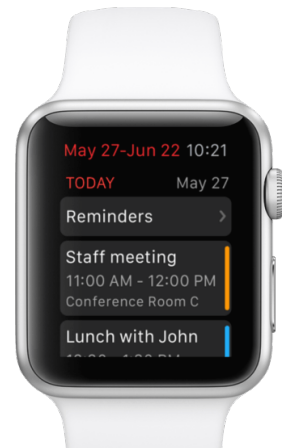 May 27-Jun 22 10:21
TODAY May 27
Reminders
Staff meeting
11:00 AM - 12:00 PM
Conference Room C
Lunch with John